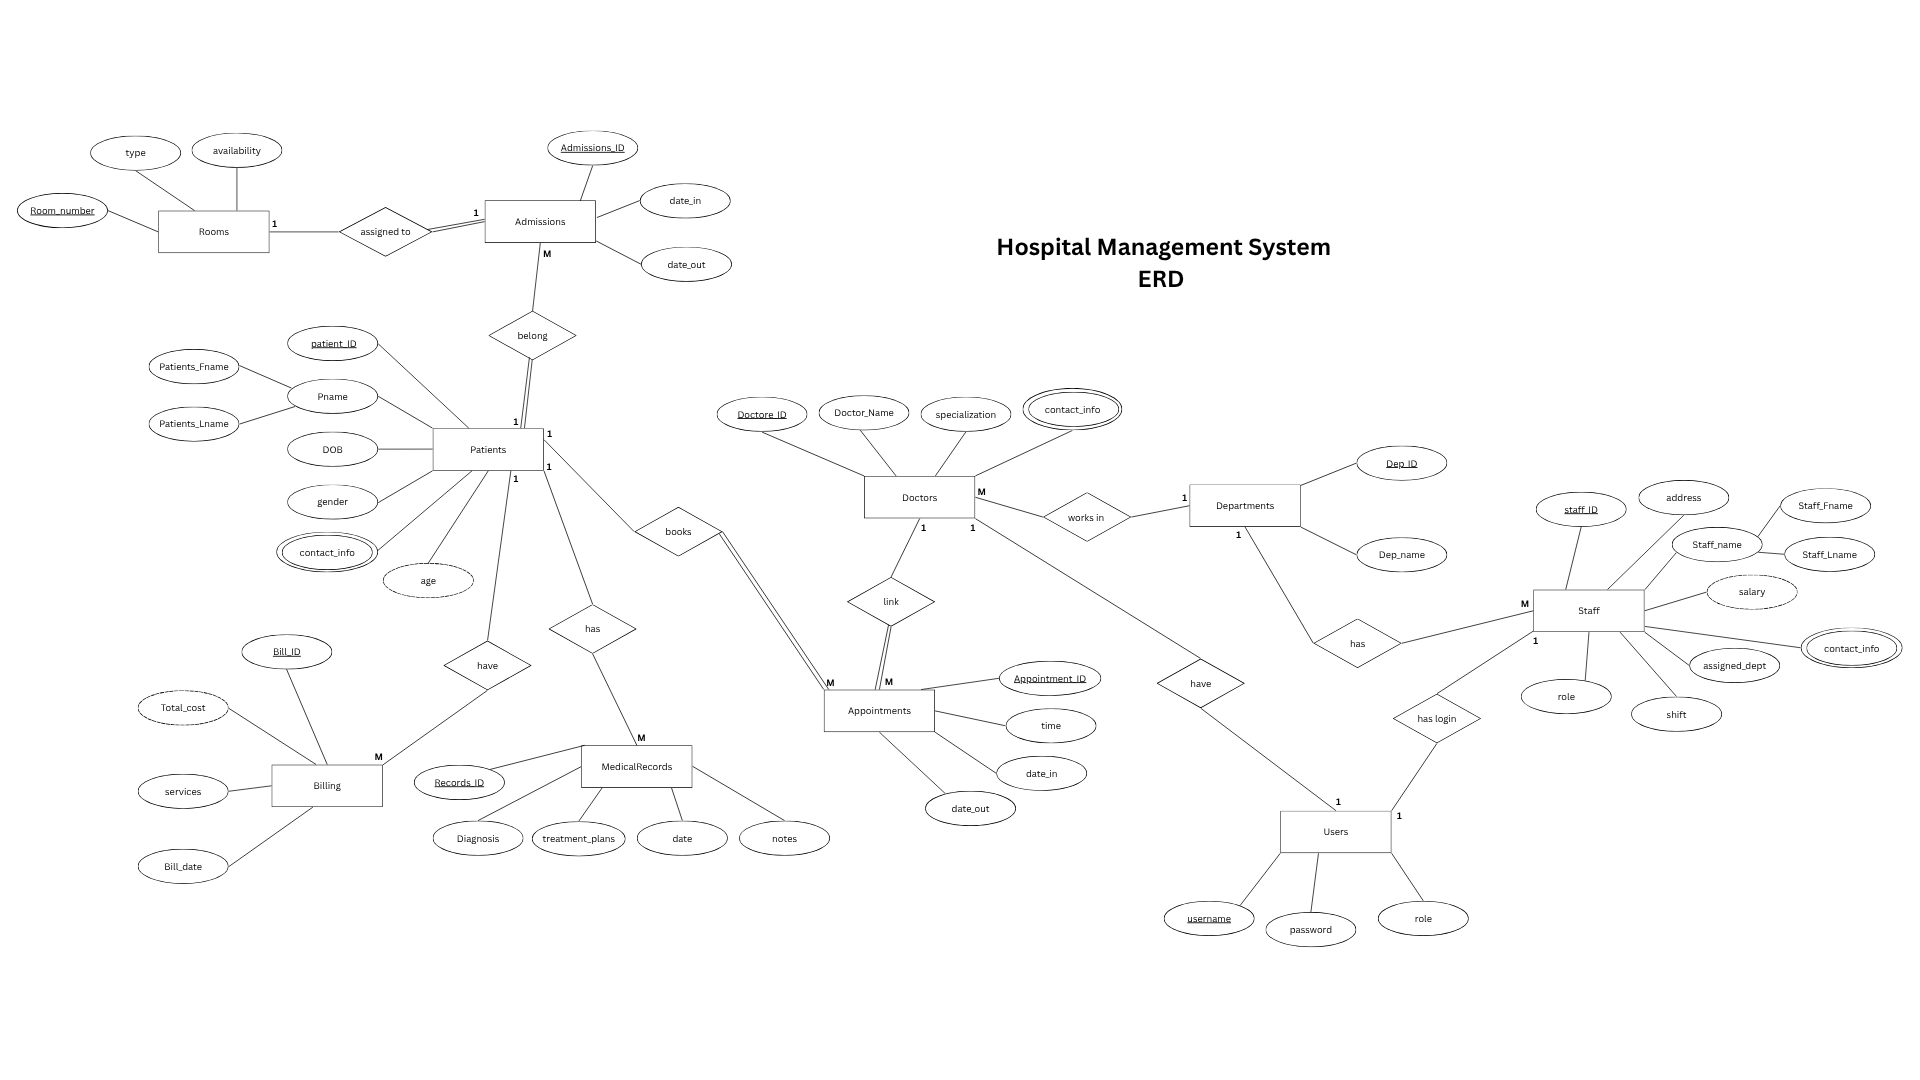 Hospital Management System
ERD
type
availability
Room_number
Rooms
1
assigned to
1
Admissions
Admissions_ID
date_in
date_out
M
belong
patient_ID
Patients_Fname
Pname
Patients_Lname
DOB
gender
contact_info
age
Patients
1
1
1
1
books
have
has
Bill_ID
Total_cost
services
Bill_date
Billing
M
M
MedicalRecords
Records_ID
Diagnosis
treatment_plans
date
notes
Doctore_ID
Doctor_Name
specialization
contact_info
Doctors
M
1
1
works in
link
M
M
Appointments
Appointment_ID
time
date_in
date_out
1
Departments
Dep_ID
Dep_name
1
has
have
staff_ID
address
Staff_name
Staff_Fname
Staff_Lname
salary
contact_info
assigned_dept
shift
role
Staff
M
1
has login
1
1
Users
username
password
role